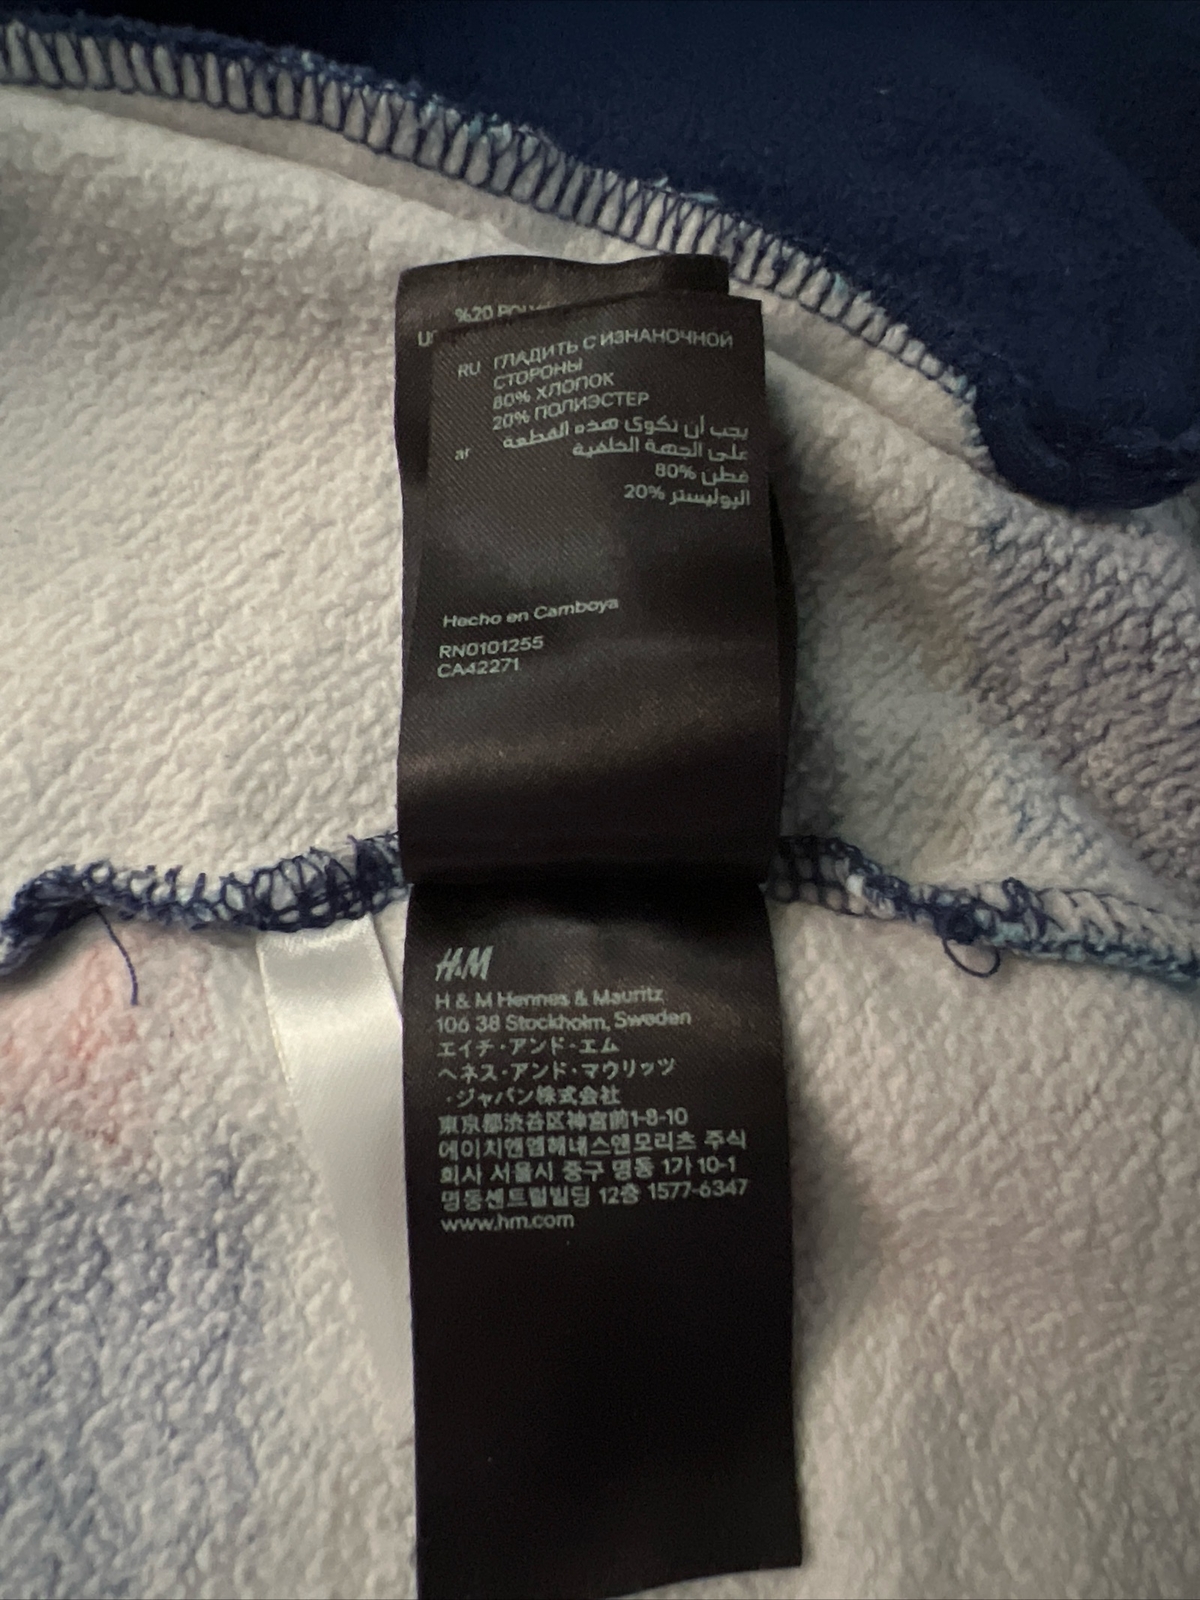 %20
RU ГЛАДИТЬ С ИЗНАНОЧНОЙ
СТОРОНЫ
80% ХЛОПОК
20% ПОЛИЭСТЕР
ar يجب أن تكوى هذه القطعة
على الجهة الخلفية
قطن 80%
اليوليستر 20%
Hecho en Camboya
RN0101255
CA42271
H&M
H & M Hennes & Mauritz
106 38 Stockholm, Sweden
エイチ・アンド・エム
ヘネス・アンド・マウリッツ
・ジャパン株式会社
東京都渋谷区神宮前1-8-10
에이치앤엠헤네스앤모리츠 주식
회사 서울시 중구 명동 1가 10-1
명동센트럴빌딩 12층 1577-6347
www.hm.com